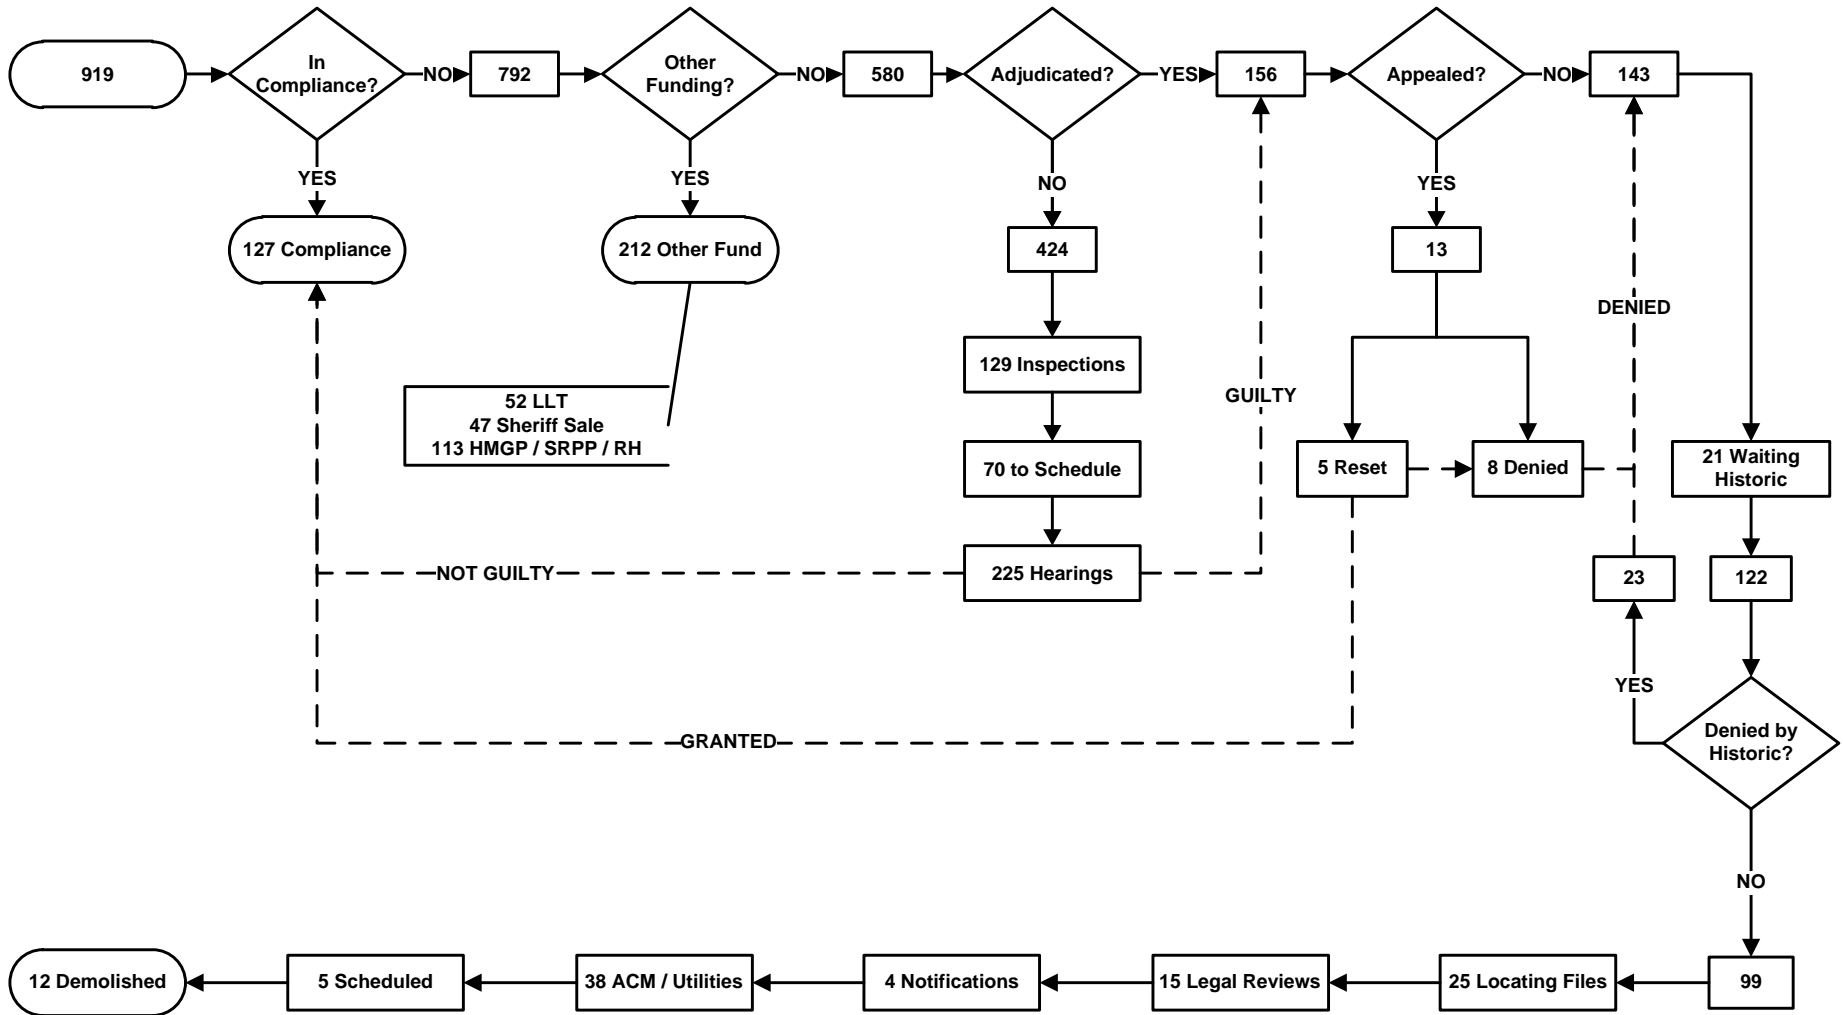 919
In
Compliance?
NO
792
Other
Funding?
NO
580
Adjudicated?
YES
156
Appealed?
NO
143
YES
YES
NO
YES
127 Compliance
212 Other Fund
424
13
DENIED
52 LLT
47 Sheriff Sale
113 HMGP / SRPP / RH
129 Inspections
GUILTY
70 to Schedule
5 Reset
8 Denied
21 Waiting
Historic
NOT GUILTY
225 Hearings
23
122
YES
GRANTED
Denied by
Historic?
NO
12 Demolished
5 Scheduled
38 ACM / Utilities
4 Notifications
15 Legal Reviews
25 Locating Files
99